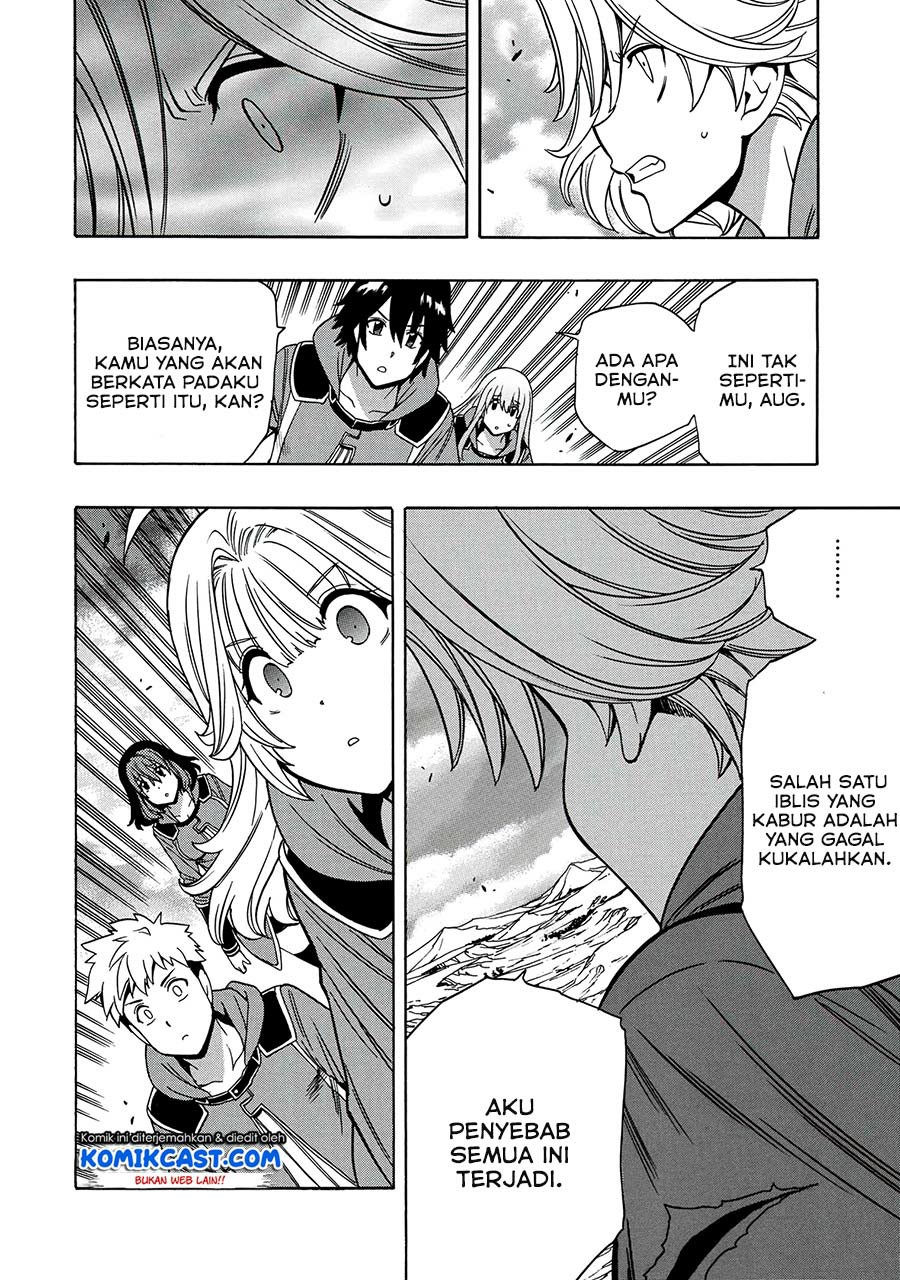 INI TAK
SEPERTI-
MU, AUG.
ADA APA
DENGAN-
MU?
BIASANYA,
KAMU YANG AKAN
BERKATA PADAKU
SEPERTI ITU, KAN?
........
SALAH SATU
IBLIS YANG
KABUR ADALAH
YANG GAGAL
KUKALAHKAN.
AKU
PENYEBAB
SEMUA INI
TERJADI.
Komik ini diterjemahkan & diedit oleh
KOMIKCAST.COM
BUKAN WEB LAIN!!